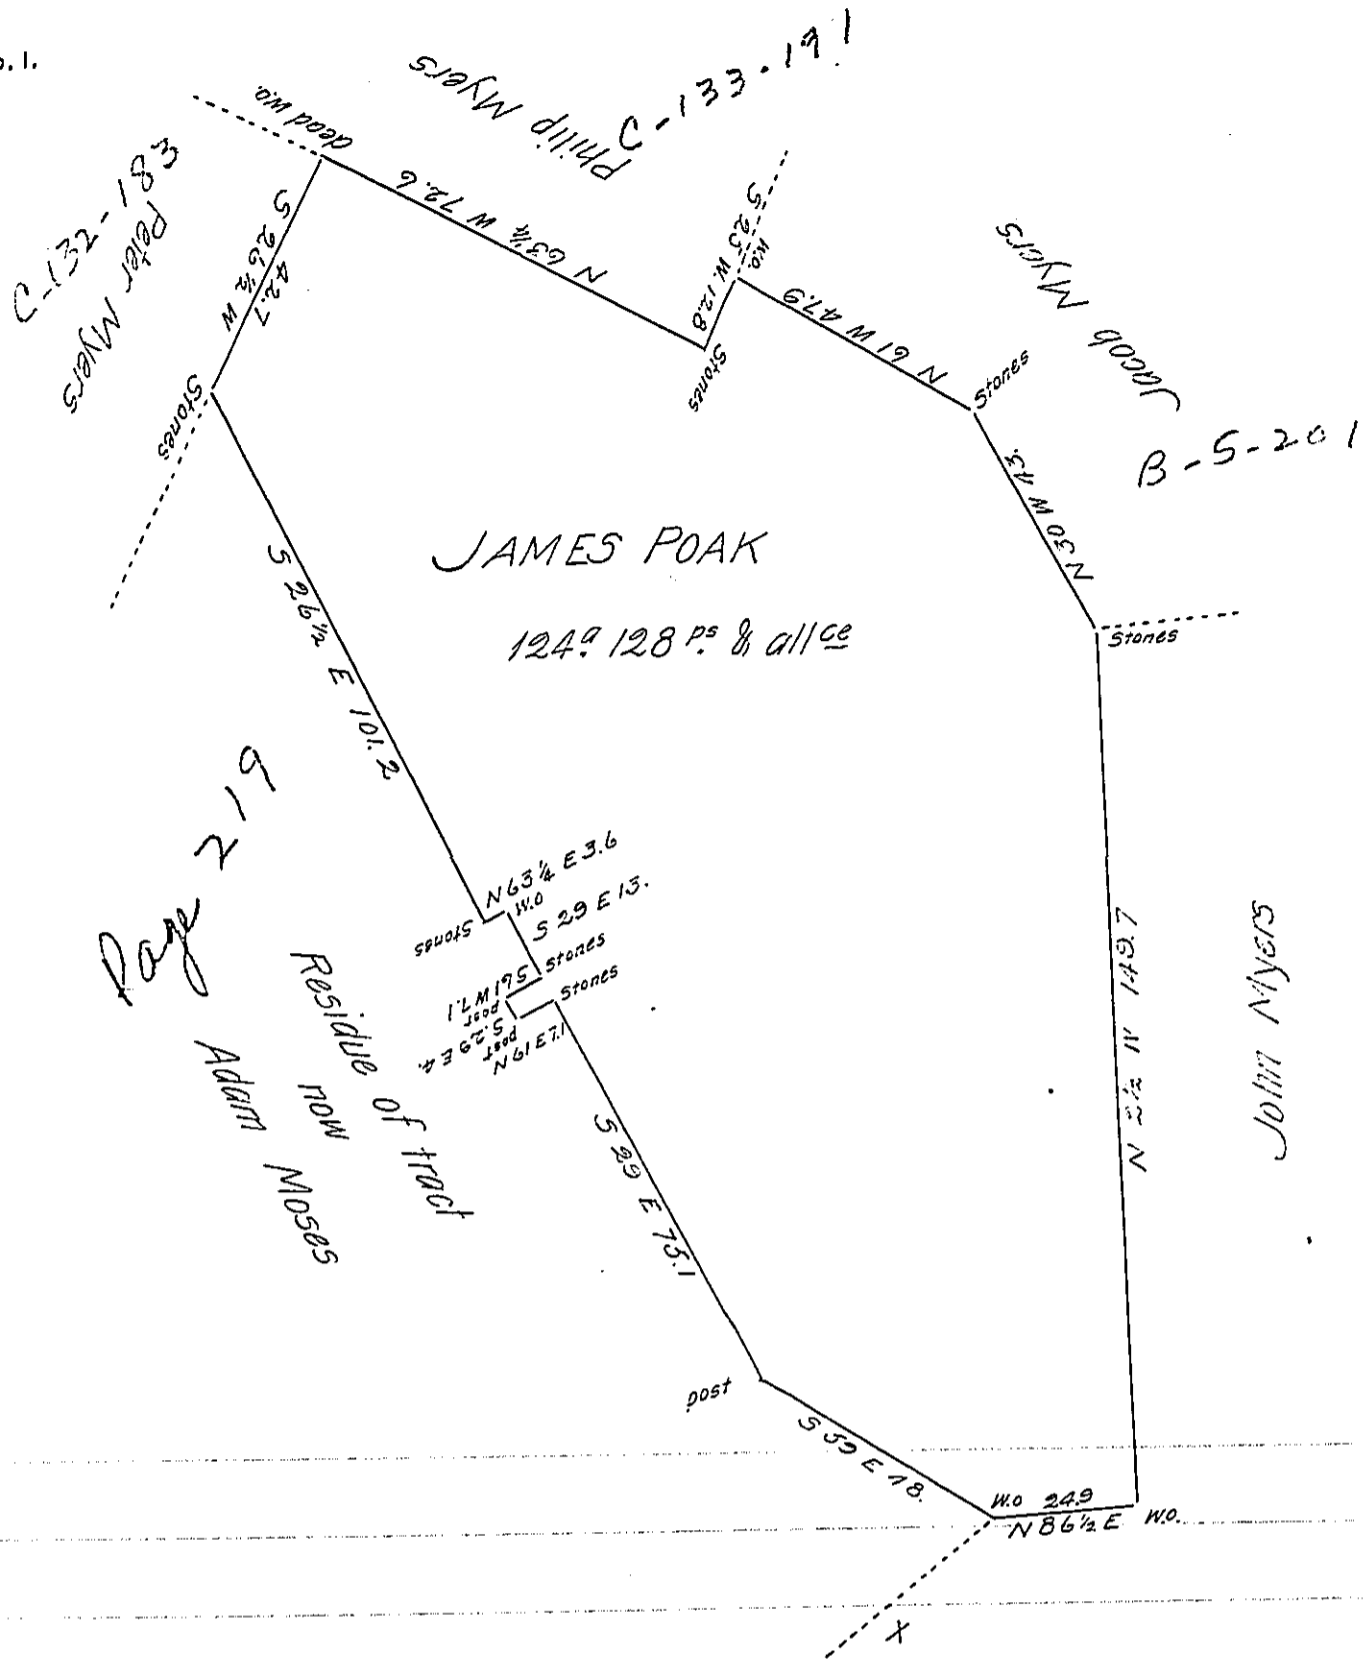 o. 1.
C-133-191
Philip Myers
dead w.o.
C-132-183
Peter Myers
S 26½ W
42.7
N 63¼ W 72.6
S 25 W. 12.8
W.O.
Stones
N 61 W 47.9
Stones
Jacob Myers
B-5-201
N 30 W 43.
Stones
Stones
JAMES POAK
124ª 128 ps & allce
S 26½ E 101.2
Page 219
N 63¼ E 3.6
W.O
Stones
S 29 E 13.
Stones
S 61 W 7.1
post
S. 29 E 4.
post
N 61 E 7.1
Stones
Residue of tract
now
Adam Moses
S 29 E 75.1
N 2½ W 149.7
John Myers
post
S 59 E 48.
W.O 24.9
N 86½ E W.O.
X